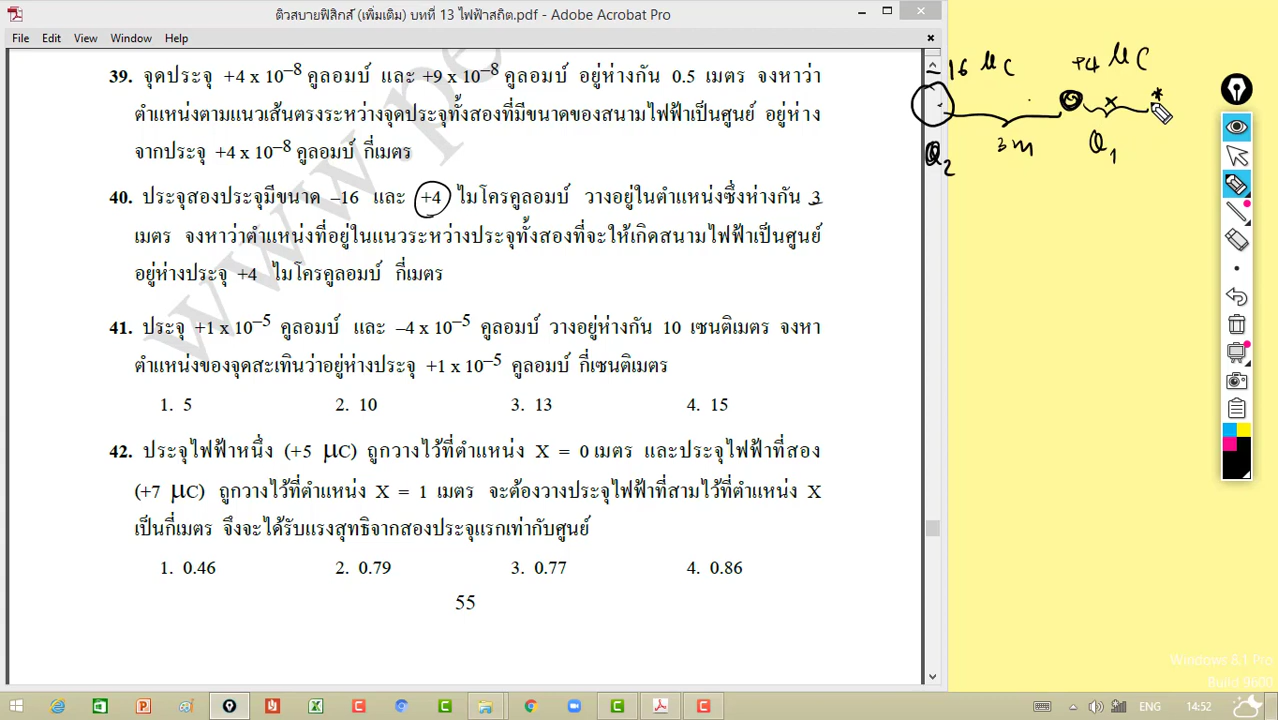 ติวสบายฟิสิกส์ (เพิ่มเติม) บทที่ 13 ไฟฟ้าสถิต.pdf - Adobe Acrobat Pro
File Edit View Window Help
39. จุดประจุ +4 x 10⁻⁸ คูลอมบ์ และ +9 x 10⁻⁸ คูลอมบ์ อยู่ห่างกัน 0.5 เมตร จงหาว่า
ตำแหน่งตามแนวเส้นตรงระหว่างจุดประจุทั้งสองที่มีขนาดของสนามไฟฟ้าเป็นศูนย์ อยู่ห่าง
จากประจุ +4 x 10⁻⁸ คูลอมบ์ กี่เมตร
40. ประจุสองประจุมีขนาด –16 และ +4 ไมโครคูลอมบ์ วางอยู่ในตำแหน่งซึ่งห่างกัน 3
เมตร จงหาว่าตำแหน่งที่อยู่ในแนวระหว่างประจุทั้งสองที่จะให้เกิดสนามไฟฟ้าเป็นศูนย์
อยู่ห่างประจุ +4 ไมโครคูลอมบ์ กี่เมตร
41. ประจุ +1 x 10⁻⁵ คูลอมบ์ และ –4 x 10⁻⁵ คูลอมบ์ วางอยู่ห่างกัน 10 เซนติเมตร จงหา
ตำแหน่งของจุดสะเทินว่าอยู่ห่างประจุ +1 x 10⁻⁵ คูลอมบ์ กี่เซนติเมตร
1. 5 2. 10 3. 13 4. 15
42. ประจุไฟฟ้าหนึ่ง (+5 μC) ถูกวางไว้ที่ตำแหน่ง X = 0 เมตร และประจุไฟฟ้าที่สอง
(+7 μC) ถูกวางไว้ที่ตำแหน่ง X = 1 เมตร จะต้องวางประจุไฟฟ้าที่สามไว้ที่ตำแหน่ง X
เป็นกี่เมตร จึงจะได้รับแรงสุทธิจากสองประจุแรกเท่ากับศูนย์
1. 0.46 2. 0.79 3. 0.77 4. 0.86
55
–16 μC +4 μC
x *
3 m
Q₂ Q₁
Windows 8.1 Pro
Build 9600
ENG 14:52